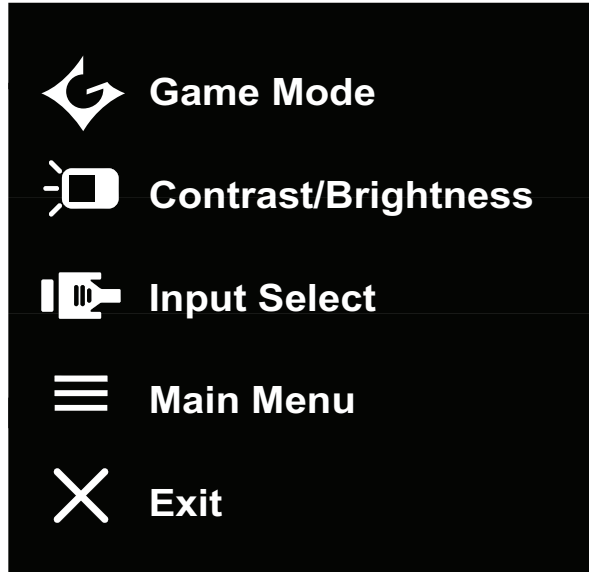 Game Mode
Contrast/Brightness
Input Select
Main Menu
Exit